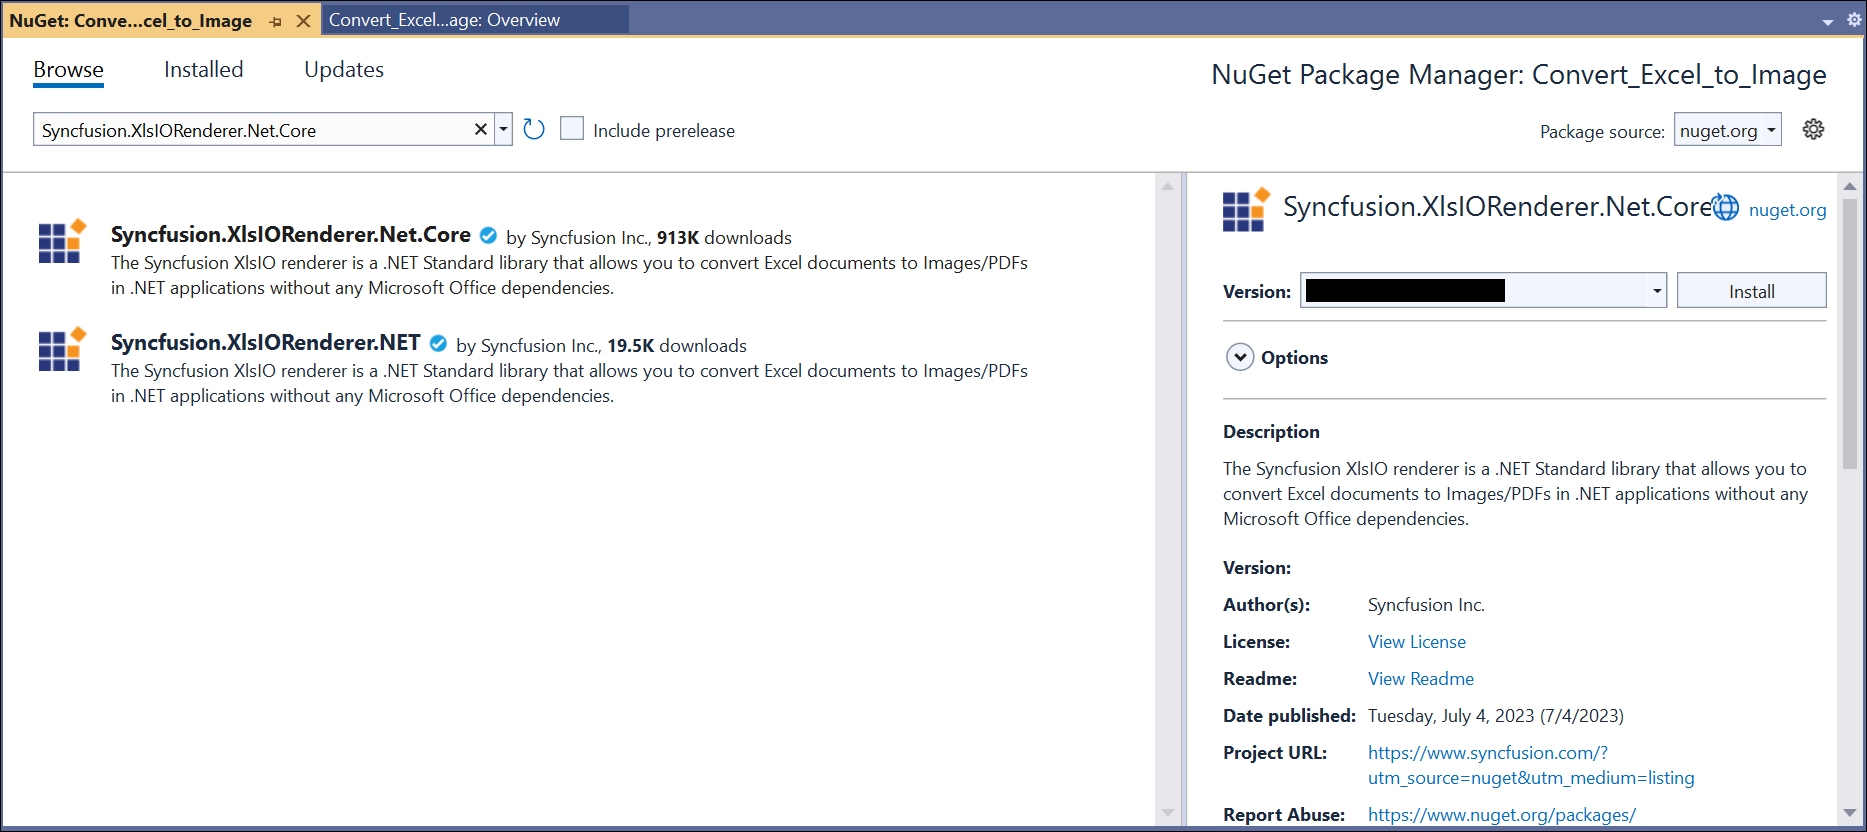 NuGet: Conve...cel_to_Image
Convert_Excel...age: Overview
Browse
Installed
Updates
NuGet Package Manager: Convert_Excel_to_Image
Syncfusion.XlsIORenderer.Net.Core
Include prerelease
Package source: nuget.org
Syncfusion.XlsIORenderer.Net.Core by Syncfusion Inc., 913K downloads
The Syncfusion XlsIO renderer is a .NET Standard library that allows you to convert Excel documents to Images/PDFs
in .NET applications without any Microsoft Office dependencies.
Syncfusion.XlsIORenderer.NET by Syncfusion Inc., 19.5K downloads
The Syncfusion XlsIO renderer is a .NET Standard library that allows you to convert Excel documents to Images/PDFs
in .NET applications without any Microsoft Office dependencies.
Syncfusion.XlsIORenderer.Net.Core nuget.org
Version: Install
Options
Description
The Syncfusion XlsIO renderer is a .NET Standard library that allows you to
convert Excel documents to Images/PDFs in .NET applications without any
Microsoft Office dependencies.
Version:
Author(s): Syncfusion Inc.
License: View License
Readme: View Readme
Date published: Tuesday, July 4, 2023 (7/4/2023)
Project URL: https://www.syncfusion.com/?
utm_source=nuget&utm_medium=listing
Report Abuse: https://www.nuget.org/packages/